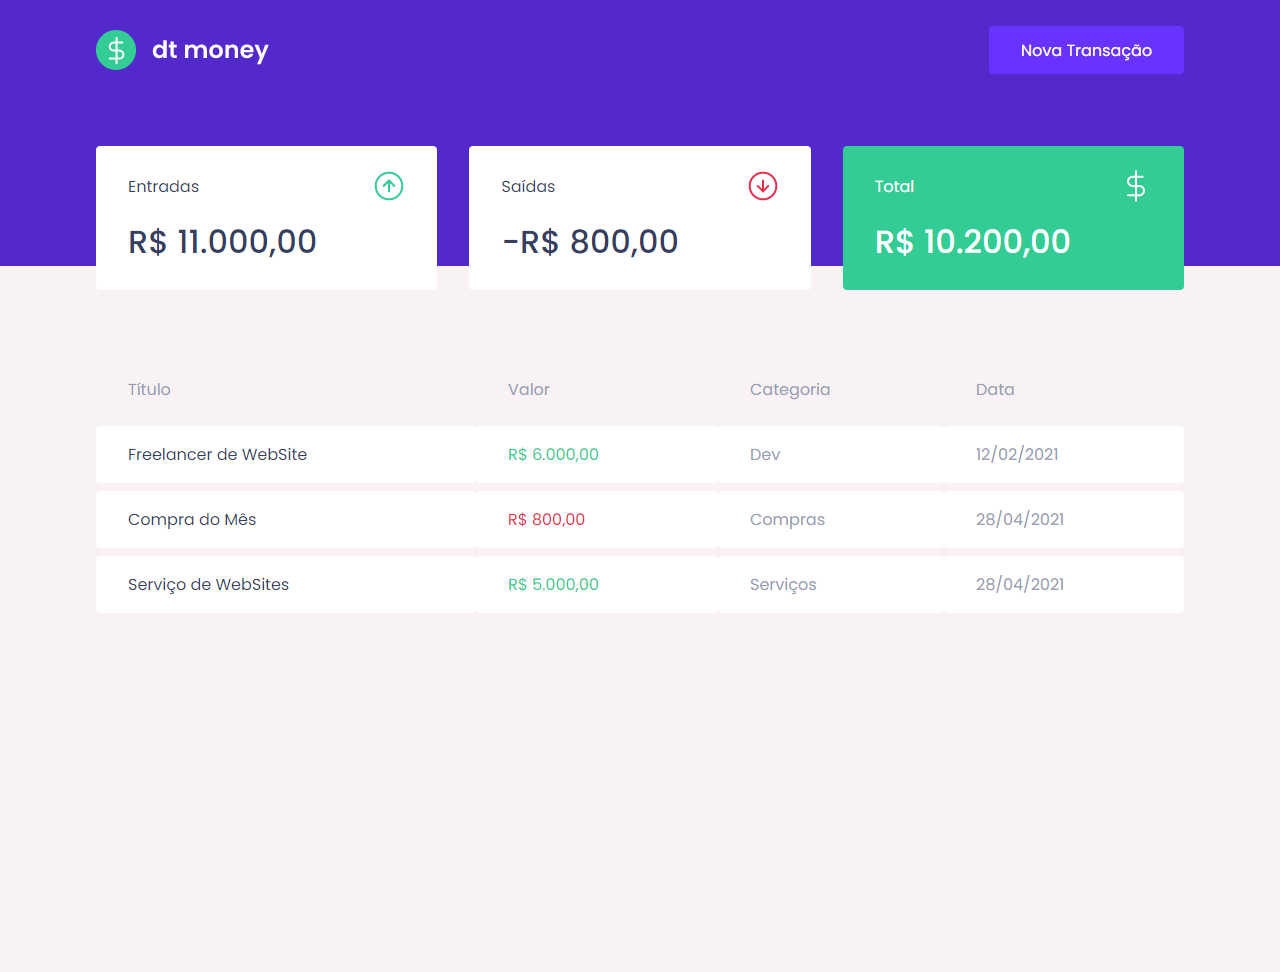 dt money
Nova Transação
Entradas
Saídas
Total
R$ 11.000,00
-R$ 800,00
R$ 10.200,00
Título Valor Categoria Data
Freelancer de WebSite R$ 6.000,00 Dev 12/02/2021
Compra do Mês R$ 800,00 Compras 28/04/2021
Serviço de WebSites R$ 5.000,00 Serviços 28/04/2021